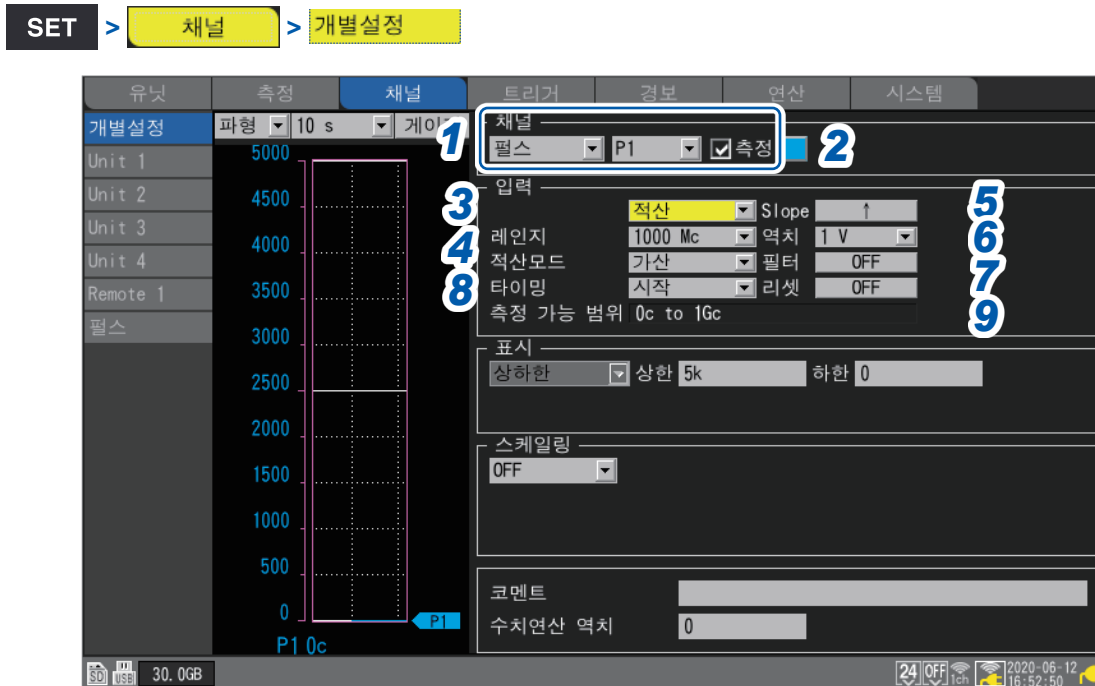 SET > 채널 > 개별설정
유닛 측정 채널 트리거 경보 연산 시스템
개별설정
Unit 1
Unit 2
Unit 3
Unit 4
Remote 1
펄스
파형 10 s
5000
4500
4000
3500
3000
2500
2000
1500
1000
500
0
P1
P1 0c
채널
1 펄스 P1 측정 2
입력
3 적산 Slope ↑ 5
4 레인지 1000 Mc 역치 1 V 6
적산모드 가산 필터 OFF 7
8 타이밍 시작 리셋 OFF 9
측정 가능 범위 0c to 1Gc
표시
상하한 상한 5k 하한 0
스케일링
OFF
코멘트
수치연산 역치 0
SD USB 30.0GB
24 OFF 1ch 2020-06-12
16:52:50